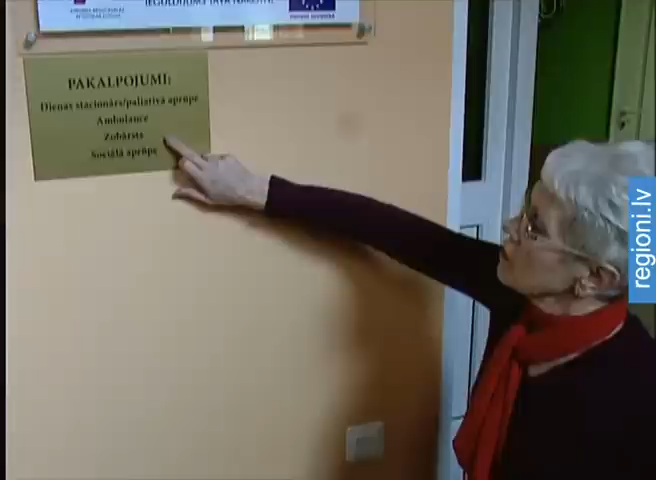 IEGULDĪJUMS TAVĀ NĀKOTNĒ
PAKALPOJUMI:
Dienas stacionārs/paliatīvā aprūpe
Ambulance
Zobārsts
Sociālā aprūpe
regioni.lv